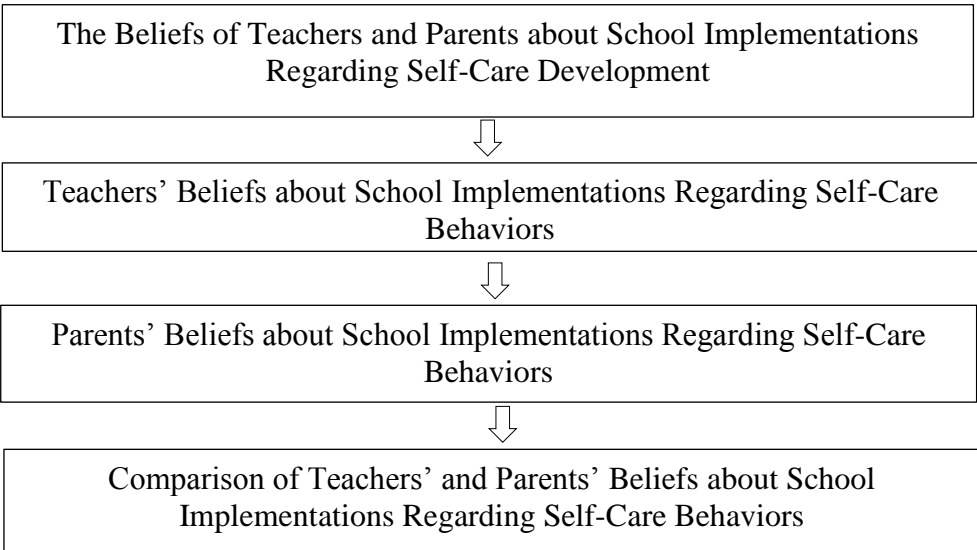 The Beliefs of Teachers and Parents about School Implementations
Regarding Self-Care Development
Teachers’ Beliefs about School Implementations Regarding Self-Care
Behaviors
Parents’ Beliefs about School Implementations Regarding Self-Care
Behaviors
Comparison of Teachers’ and Parents’ Beliefs about School
Implementations Regarding Self-Care Behaviors